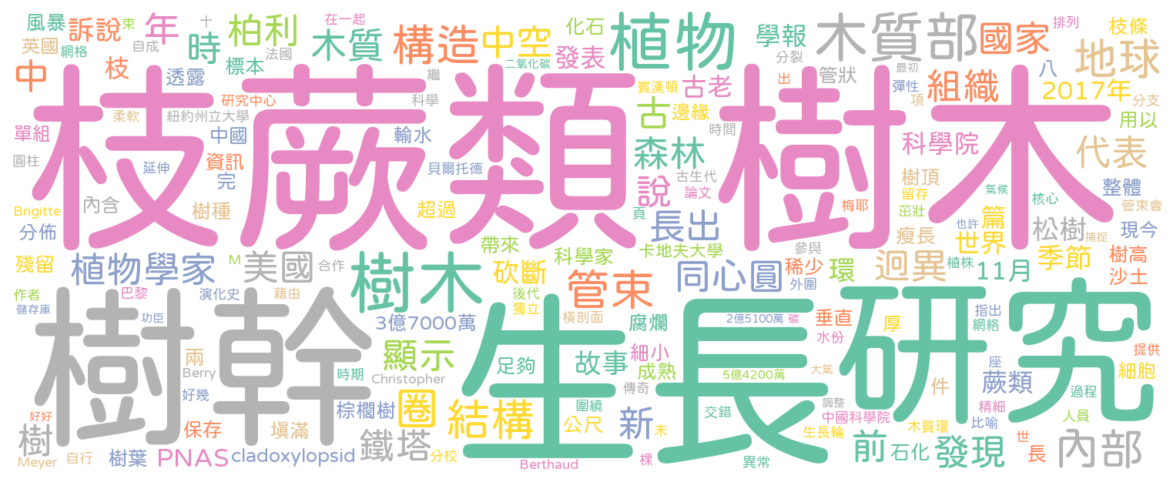 枝蕨類樹木
樹幹
生長
研究
風暴
訴說
束
年
十
時
柏利
在一起
木質
構造
中空
化石
發表
植物
學報
分裂
管狀
木質部
國家
排列
枝條
地球
英國
網格
自成
法國
中
枝
透露
標本
繼
二氧化碳
出
八
彈性
最初
組織
2017年
項
分支
研究中心
科學
賓漢頓
古老
柔軟
紐約州立大學
古
邊緣
時間
用以
單組
中國
輸水
森林
科學院
代表
圓柱
延伸
資訊
完
貝爾托德
說
古生代
論文
樹頂
留存
氣候
核心
整體
Brigitte
內含
樹種
超過
頁
長出
梅耶
茁壯
管束會
分佈
帶來
科學家
卡地夫大學
參與
瘦長
篇
也許
捕捉
現今
殘留
植物學家
M
美國
合作
砍斷
管束
同心圓
稀少
外圍
環
迥異
世界
松樹
植株
11月
季節
樹高
沙土
作者
巴黎
演化史
藉由
樹木
後代
獨立
橫剖面
儲存庫
功臣
3億7000萬
腐爛
2億5100萬
碳
垂直
水份
厚
指出
網絡
提供
兩
Berry
時期
Christopher
顯示
足夠
故事
細小
成熟
5億4200萬
大氣
件
座
蕨類
細胞
好幾
傳奇
調整
精細
過程
好好
保存
塡滿
棕櫚樹
圈
結構
圍繞
公尺
新
未
交錯
中國科學院
木質環
比喻
人員
樹
鐵塔
生長輪
世
長
Meyer
自行
樹葉
PNAS
cladoxylopsid
分校
Berthaud
棵
異常
前
石化
發現
內部